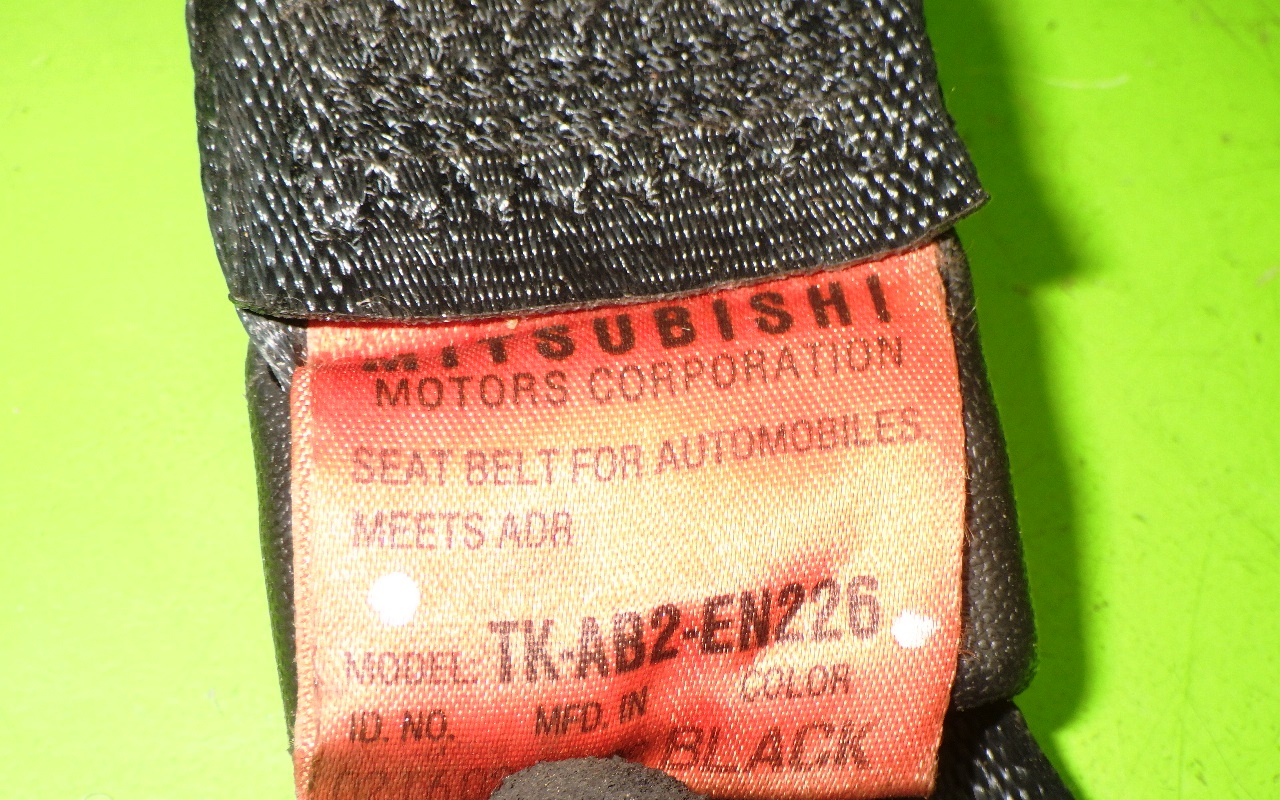 MITSUBISHI
MOTORS CORPORATION
SEAT BELT FOR AUTOMOBILES
MEETS ADR
MODEL: TK-AB2-EN226
ID. NO. MFD. IN COLOR
BLACK